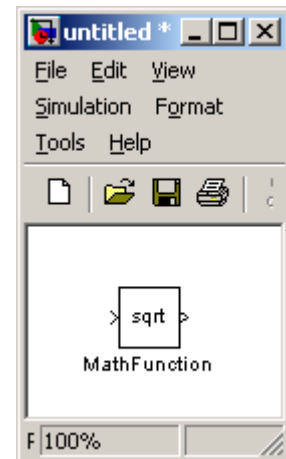 untitled *
File Edit View
Simulation Format
Tools Help
sqrt
MathFunction
F 100%